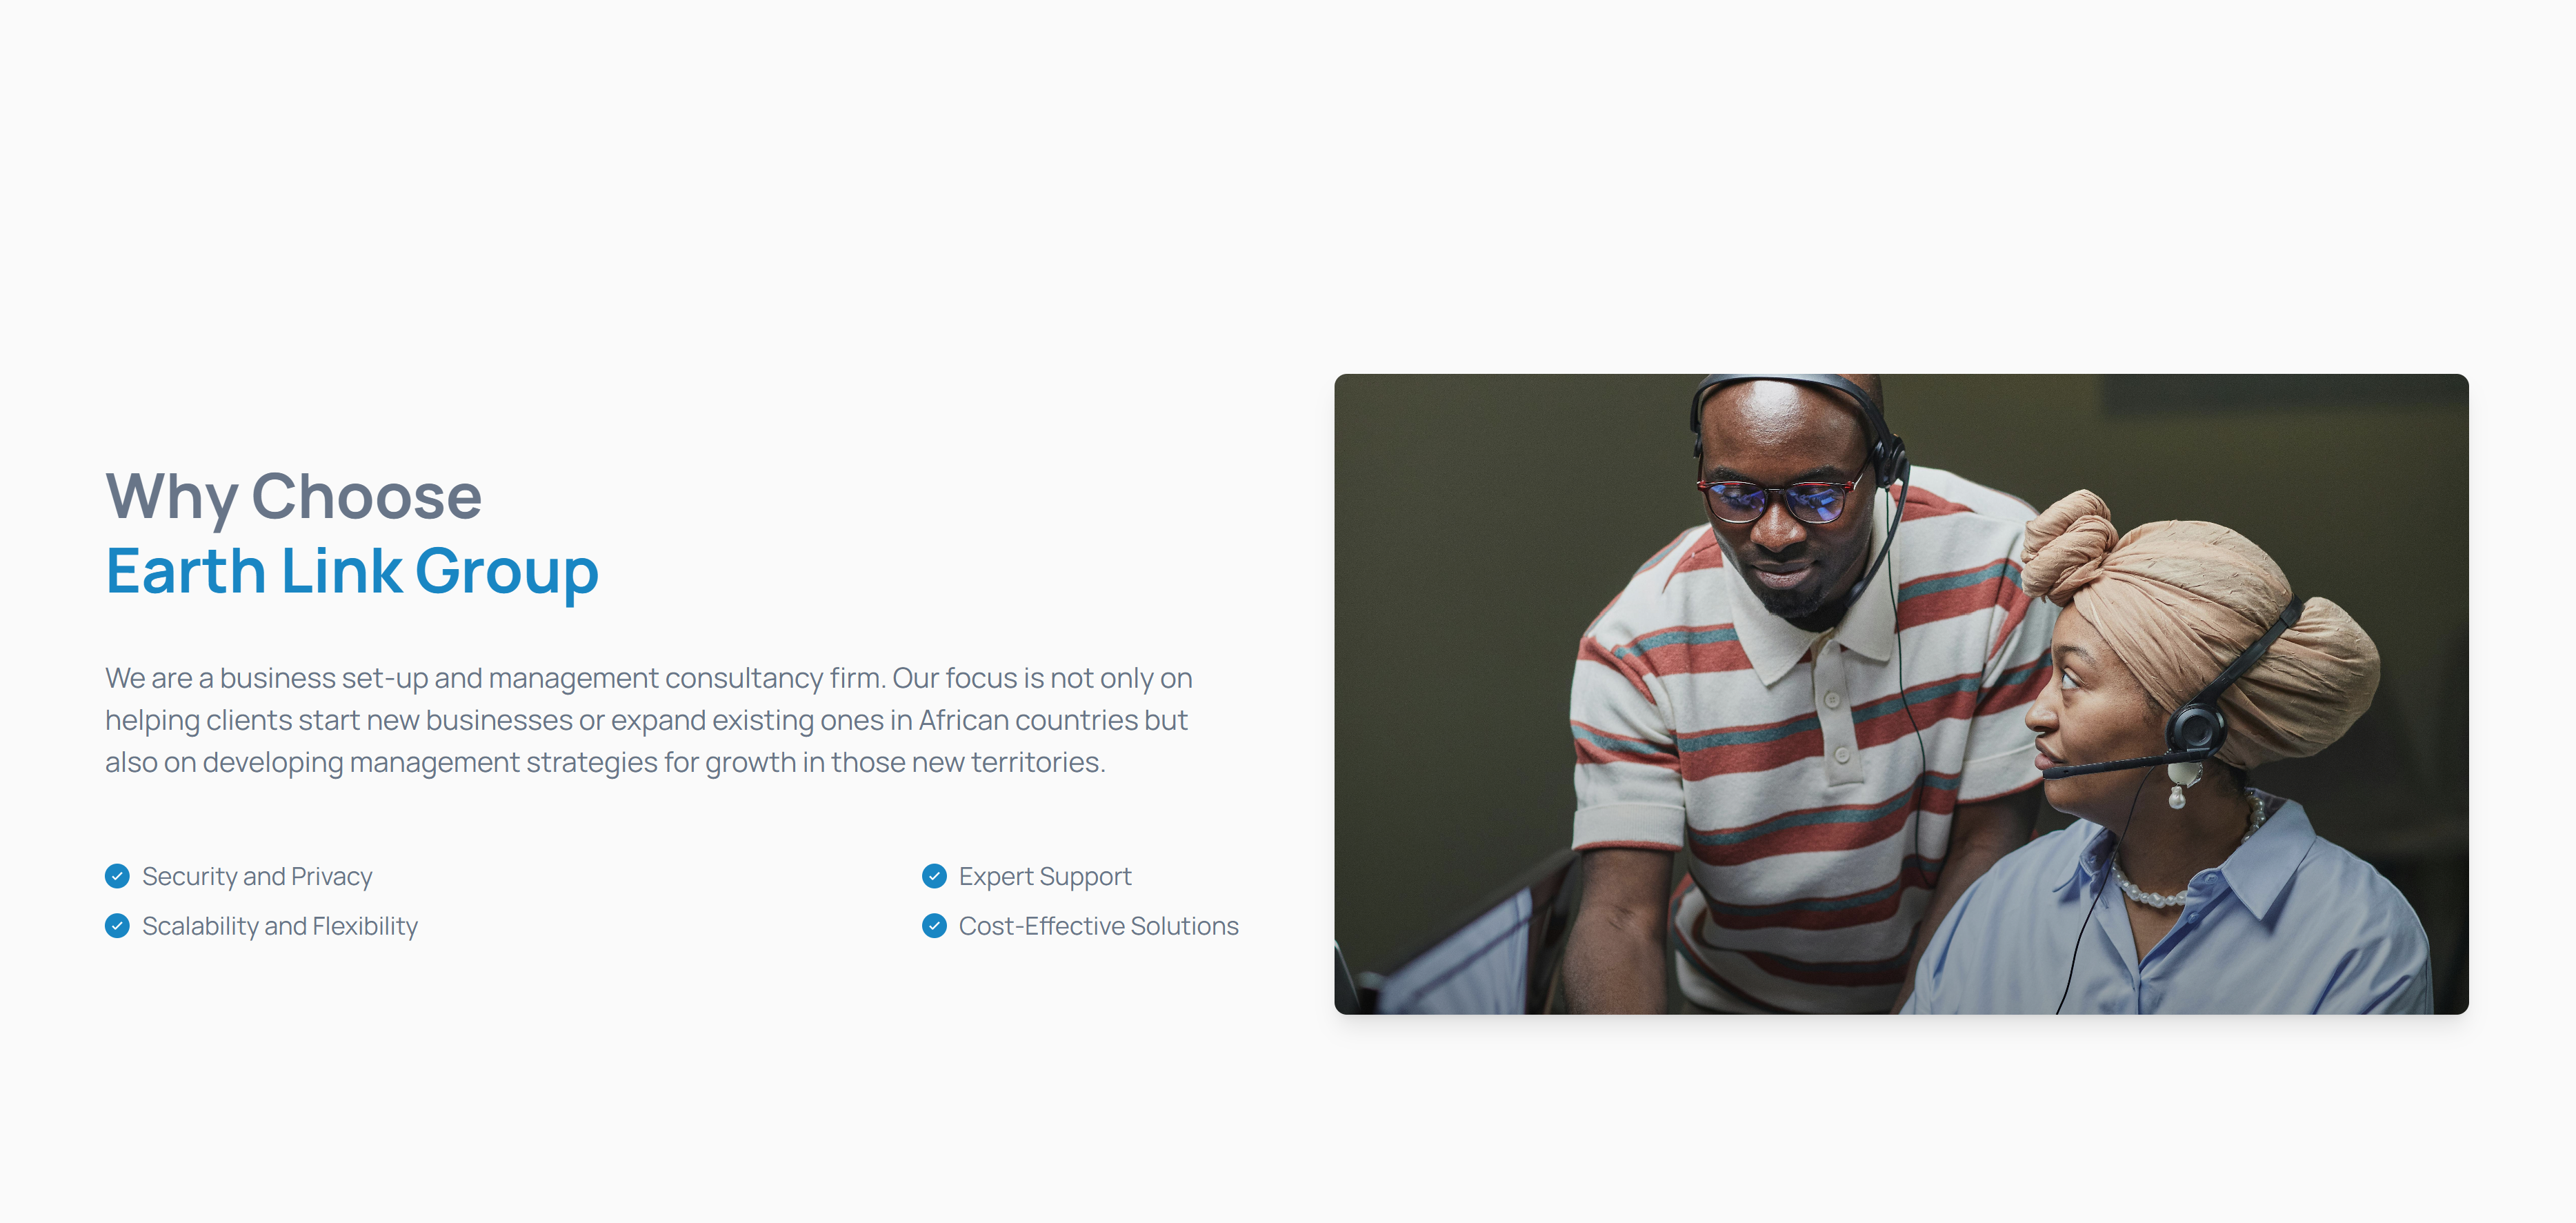 Why Choose
Earth Link Group
We are a business set-up and management consultancy firm. Our focus is not only on
helping clients start new businesses or expand existing ones in African countries but
also on developing management strategies for growth in those new territories.
Security and Privacy
Expert Support
Scalability and Flexibility
Cost-Effective Solutions